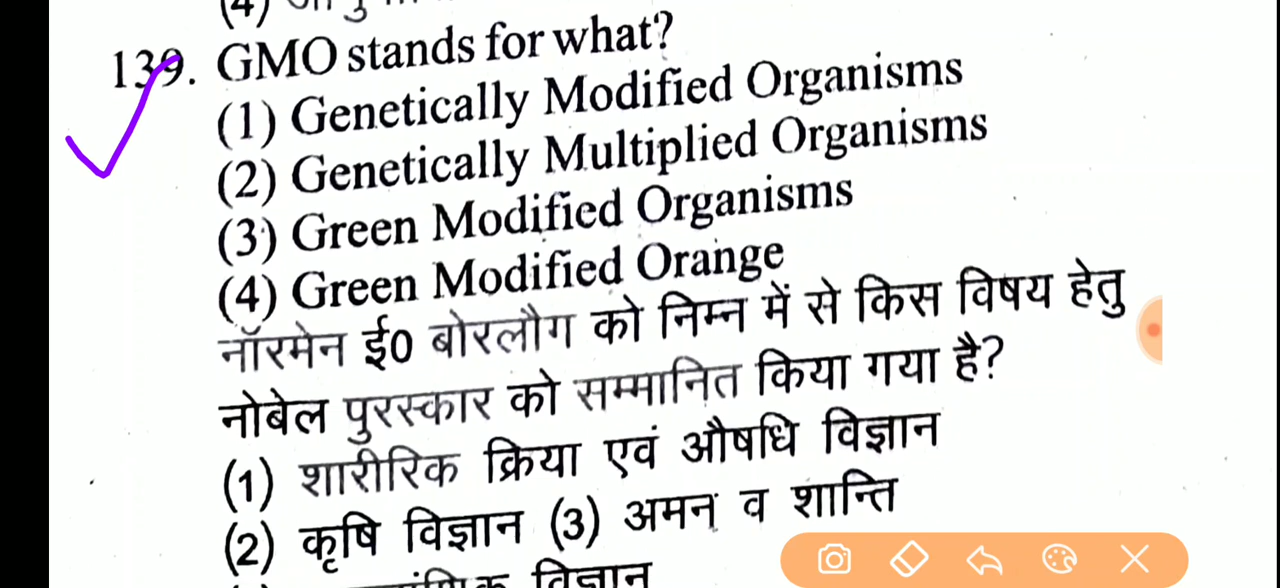 (4)
139. GMO stands for what?
(1) Genetically Modified Organisms
(2) Genetically Multiplied Organisms
(3) Green Modified Organisms
(4) Green Modified Orange
नॉरमेन ई0 बोरलौग को निम्न में से किस विषय हेतु
नोबेल पुरस्कार को सम्मानित किया गया है?
(1) शारीरिक क्रिया एवं औषधि विज्ञान
(2) कृषि विज्ञान (3) अमन व शान्ति
विज्ञान